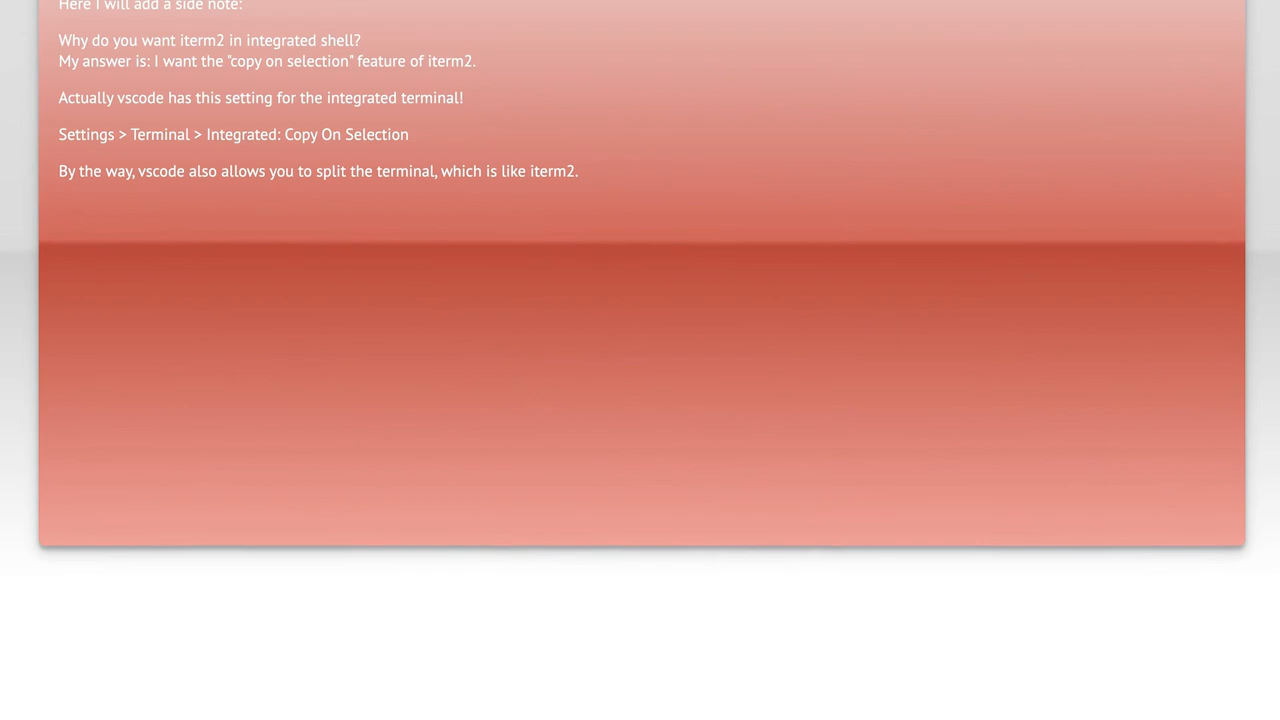 Here I will add a side note:
Why do you want iterm2 in integrated shell?
My answer is: I want the "copy on selection" feature of iterm2.
Actually vscode has this setting for the integrated terminal!
Settings > Terminal > Integrated: Copy On Selection
By the way, vscode also allows you to split the terminal, which is like iterm2.